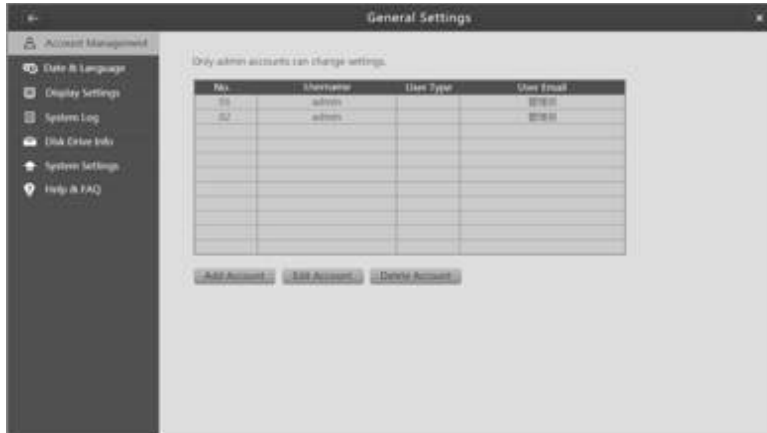 General Settings
Account Management
Date & Language
Display Settings
System Log
Disk Drive Info
System Settings
Help & FAQ
Only admin accounts can change settings.
No. Username User Type User Email
01 admin
02 admin
Add Account Edit Account Delete Account